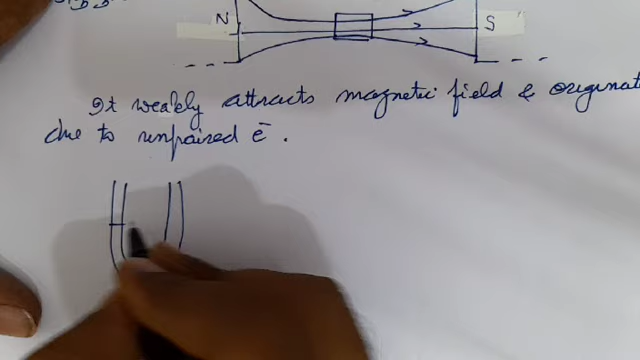 N S
It weakly attracts magnetic field & originat
due to unpaired e⁻.